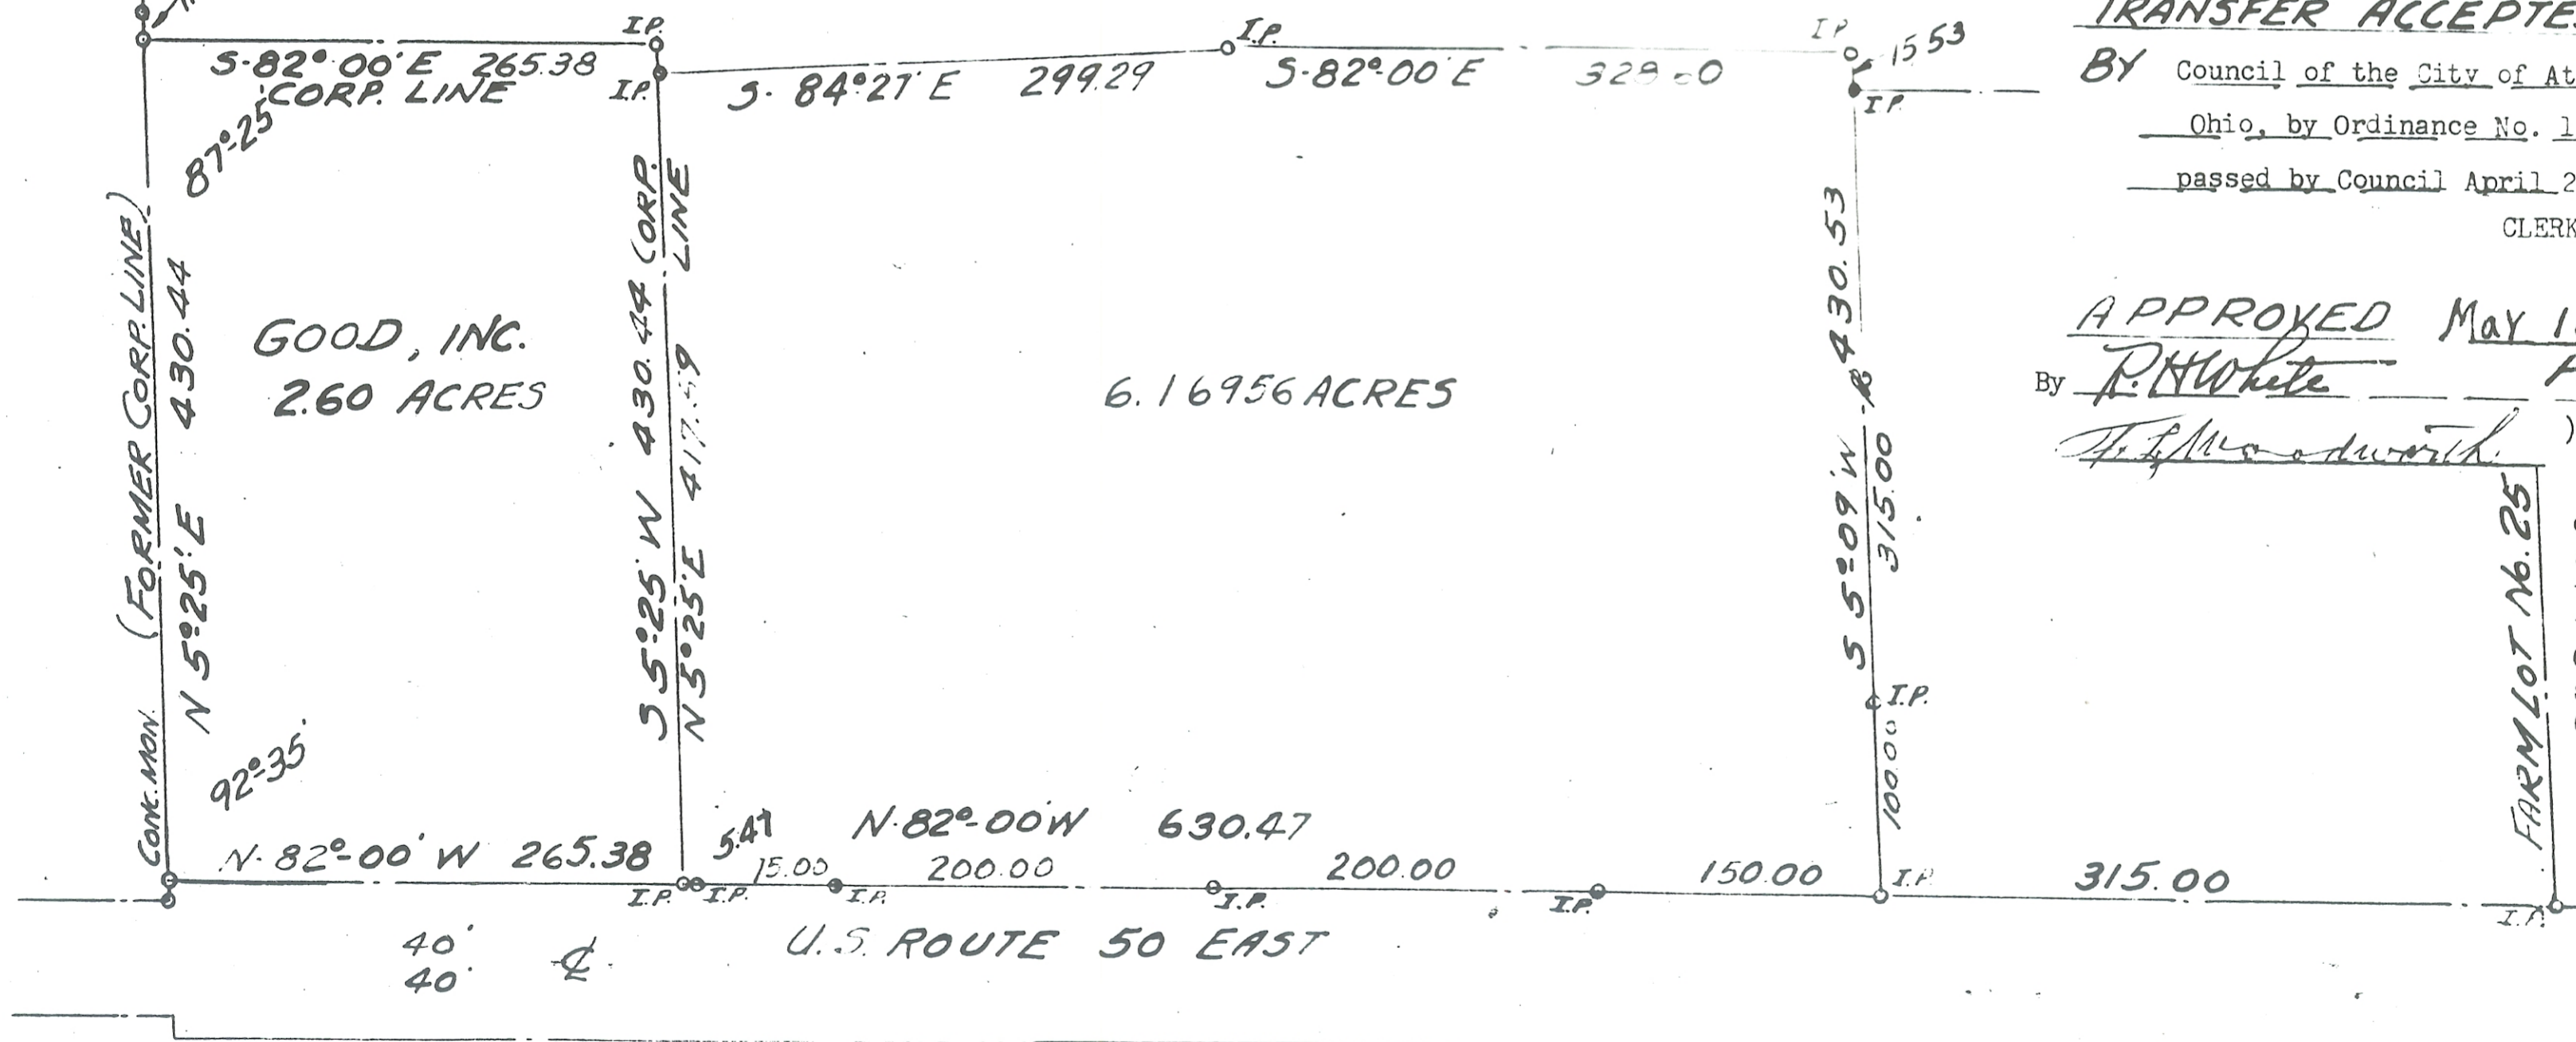 I.P.
S-82°-00'E 265.38
CORP. LINE
I.P.
87°-25'
(FORMER CORP. LINE)
N 5°25'E 430.44
CONC. MON.
GOOD, INC.
2.60 ACRES
92°-35'
N-82°-00' W 265.38
S 5°-25' W 430.44 CORP. LINE
N 5°25'E
S-84°27'E 299.29
I.P.
S-82°-00'E
IP
15.53
I.P.
6.16956 ACRES
S 5°-09'W 430.53
315.00
I.P.
100.00
5.47
N-82°-00'W 630.47
15.00
200.00
200.00
150.00
I.P.
315.00
I.P.
I.P.
I.P.
I.P.
I.P.
I.P.
40'
40'
℄
U.S. ROUTE 50 EAST
TRANSFER ACCEPTE
BY Council of the City of At
Ohio, by Ordinance No. 1
passed by Council April 2
CLERK
APPROVED May 1
By R.H White
Woodworth
FARM LOT No. 25